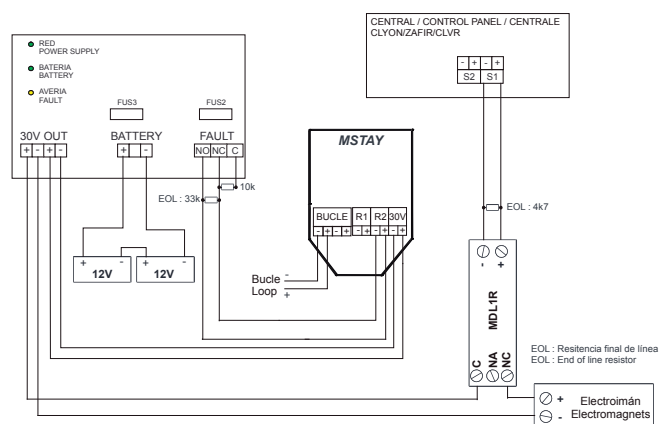 RED
POWER SUPPLY
BATERIA
BATTERY
AVERIA
FAULT
FUS3
FUS2
30V OUT
BATTERY
FAULT
+ - + -
+ -
NO NC C
EOL : 33k
10k
+ -
12V
+ -
12V
MSTAY
BUCLE R1 R2 30V
- + - + - + - + - +
Bucle -
Loop +
CENTRAL / CONTROL PANEL / CENTRALE
CLYON/ZAFIR/CLVR
- + - +
S2 S1
EOL : 4k7
- +
MDL1R
C NA NC
EOL : Resitencia final de línea
EOL : End of line resistor
+ Electroimán
- Electromagnets